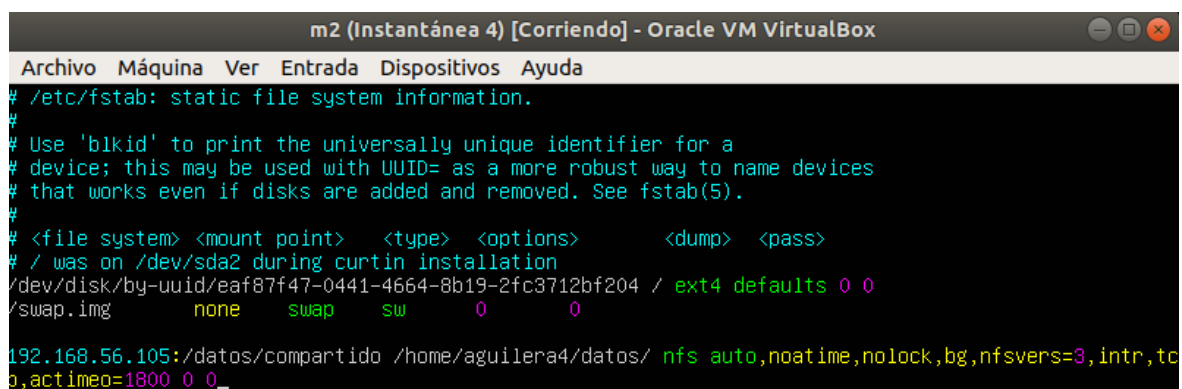 m2 (Instantánea 4) [Corriendo] - Oracle VM VirtualBox
Archivo Máquina Ver Entrada Dispositivos Ayuda
# /etc/fstab: static file system information.
#
# Use 'blkid' to print the universally unique identifier for a
# device; this may be used with UUID= as a more robust way to name devices
# that works even if disks are added and removed. See fstab(5).
#
# <file system> <mount point>   <type>  <options>       <dump>  <pass>
# / was on /dev/sda2 during curtin installation
/dev/disk/by-uuid/eaf87f47-0441-4664-8b19-2fc3712bf204 / ext4 defaults 0 0
/swap.img       none    swap    sw      0       0
192.168.56.105:/datos/compartido /home/aguilera4/datos/ nfs auto,noatime,nolock,bg,nfsvers=3,intr,tc
p,actimeo=1800 0 0_